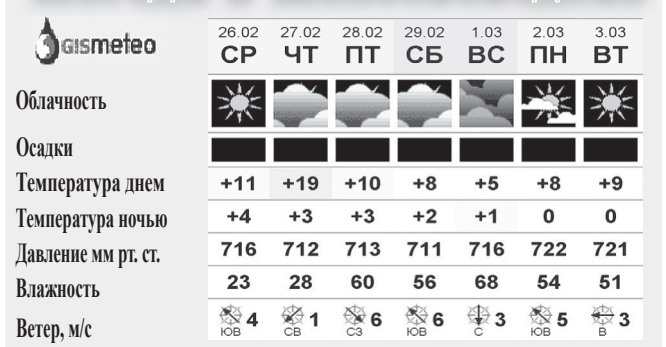 GISmeteo
26.02 27.02 28.02 29.02 1.03 2.03 3.03
СР ЧТ ПТ СБ ВС ПН ВТ
Облачность
Осадки
Температура днем +11 +19 +10 +8 +5 +8 +9
Температура ночью +4 +3 +3 +2 +1 0 0
Давление мм рт. ст. 716 712 713 711 716 722 721
Влажность 23 28 60 56 68 54 51
Ветер, м/с 4 1 6 6 3 5 3
ЮВ СВ СЗ ЮВ С ЮВ В